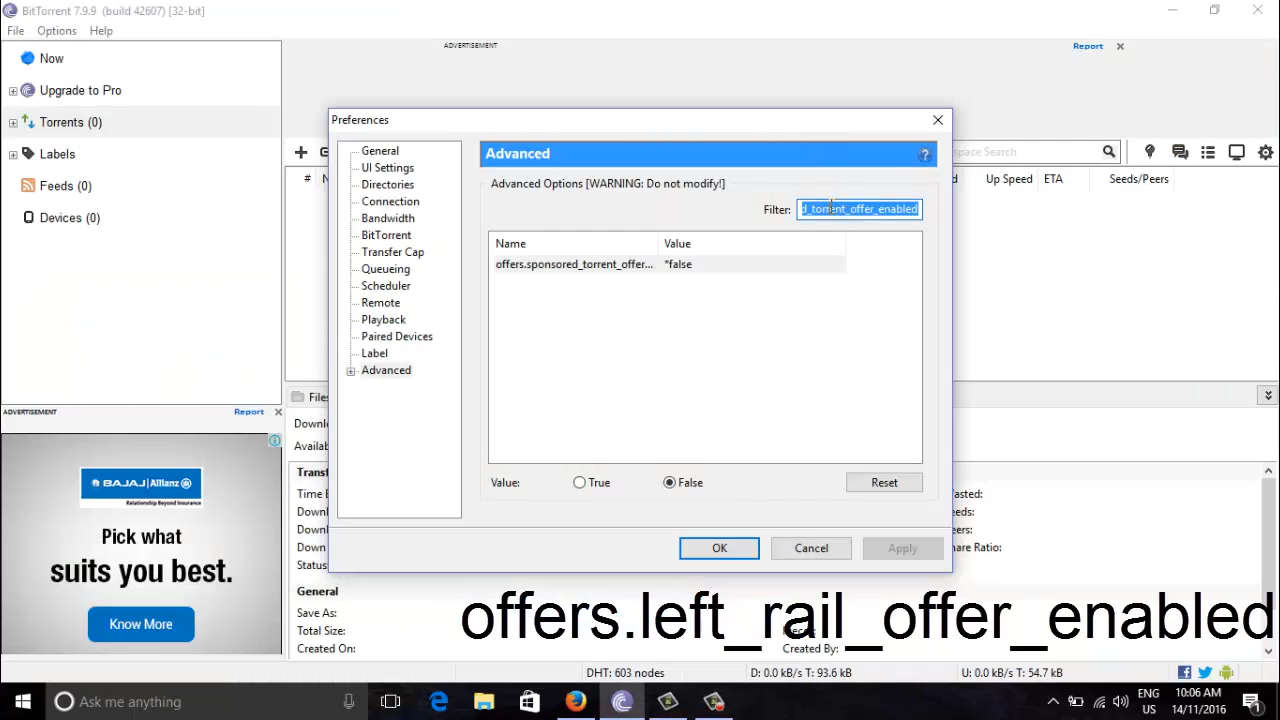 BitTorrent 7.9.9 (build 42607) [32-bit]
File Options Help
Now
Upgrade to Pro
Torrents (0)
Labels
Feeds (0)
Devices (0)
ADVERTISEMENT Report
Search
# ETA Up Speed Seeds/Peers
Preferences
General
UI Settings
Directories
Connection
Bandwidth
BitTorrent
Transfer Cap
Queueing
Scheduler
Remote
Playback
Paired Devices
Label
Advanced
Advanced
Advanced Options [WARNING: Do not modify!]
Filter: d_torrent_offer_enabled
Name Value
offers.sponsored_torrent_offer... *false
Value: True False Reset
OK Cancel Apply
ADVERTISEMENT Report
BAJAJ Allianz
Relationship Beyond Insurance
Pick what
suits you best.
Know More
Files
General
Save As:
Total Size:
Created On:
Created By:
offers.left_rail_offer_enabled
DHT: 603 nodes D: 0.0 kB/s T: 93.6 kB U: 0.0 kB/s T: 54.7 kB
Ask me anything
ENG
US
10:06 AM
14/11/2016